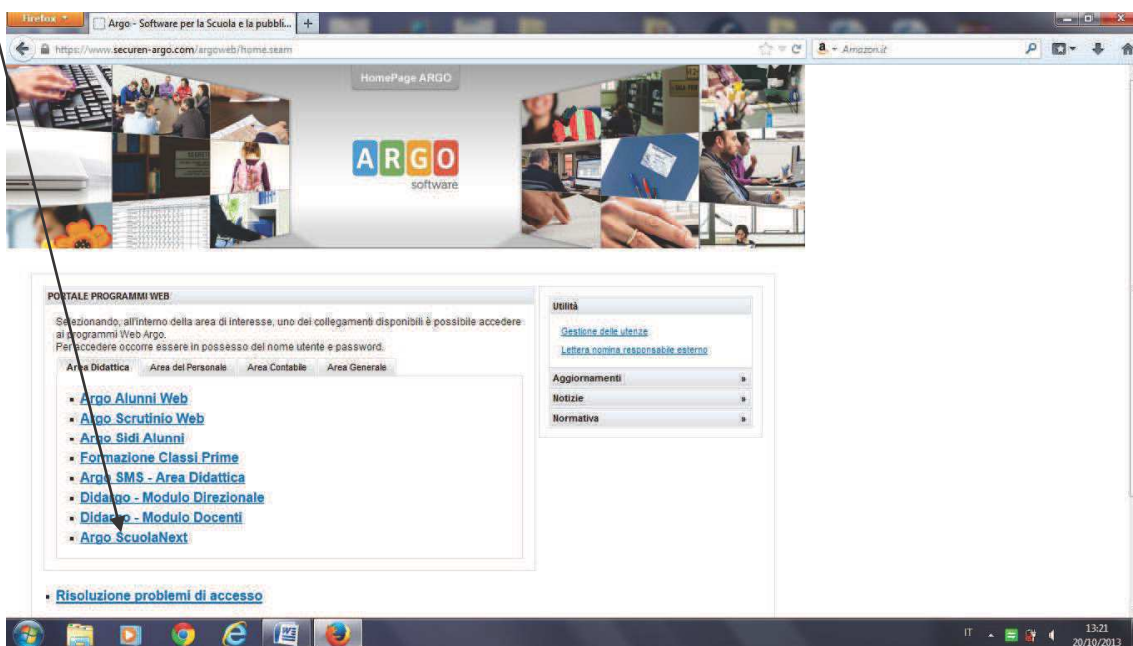 Firefox
Argo - Software per la Scuola e la pubbli...
+
https://www.securen-argo.com/argoweb/home.seam
a - Amazon.it
HomePage ARGO
ARGO
software
PORTALE PROGRAMMI WEB
Selezionando, all'interno della area di interesse, uno dei collegamenti disponibili è possibile accedere
ai programmi Web Argo.
Per accedere occorre essere in possesso del nome utente e password.
Area Didattica Area del Personale Area Contabile Area Generale
Argo Alunni Web
Argo Scrutinio Web
Argo Sidi Alunni
Formazione Classi Prime
Argo SMS - Area Didattica
Didargo - Modulo Direzionale
Didargo - Modulo Docenti
Argo ScuolaNext
Risoluzione problemi di accesso
Utilità
Gestione delle utenze
Lettera nomina responsabile esterno
Aggiornamenti »
Notizie »
Normativa »
IT
13:21
20/10/2013